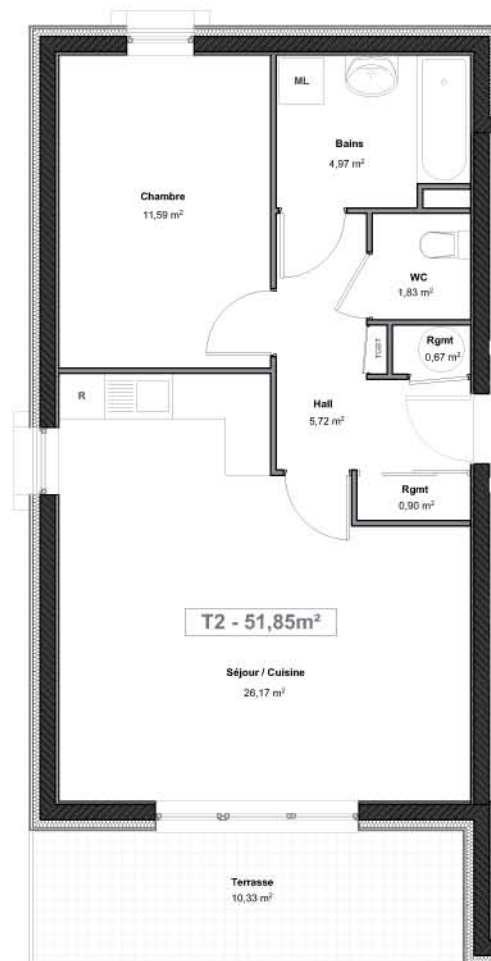 ML
Bains
4,97 m²
Chambre
11,59 m²
WC
1,83 m²
TGBT
Rgmt
0,67 m²
R
Hall
5,72 m²
Rgmt
0,90 m²
T2 - 51,85m²
Séjour / Cuisine
26,17 m²
Terrasse
10,33 m²